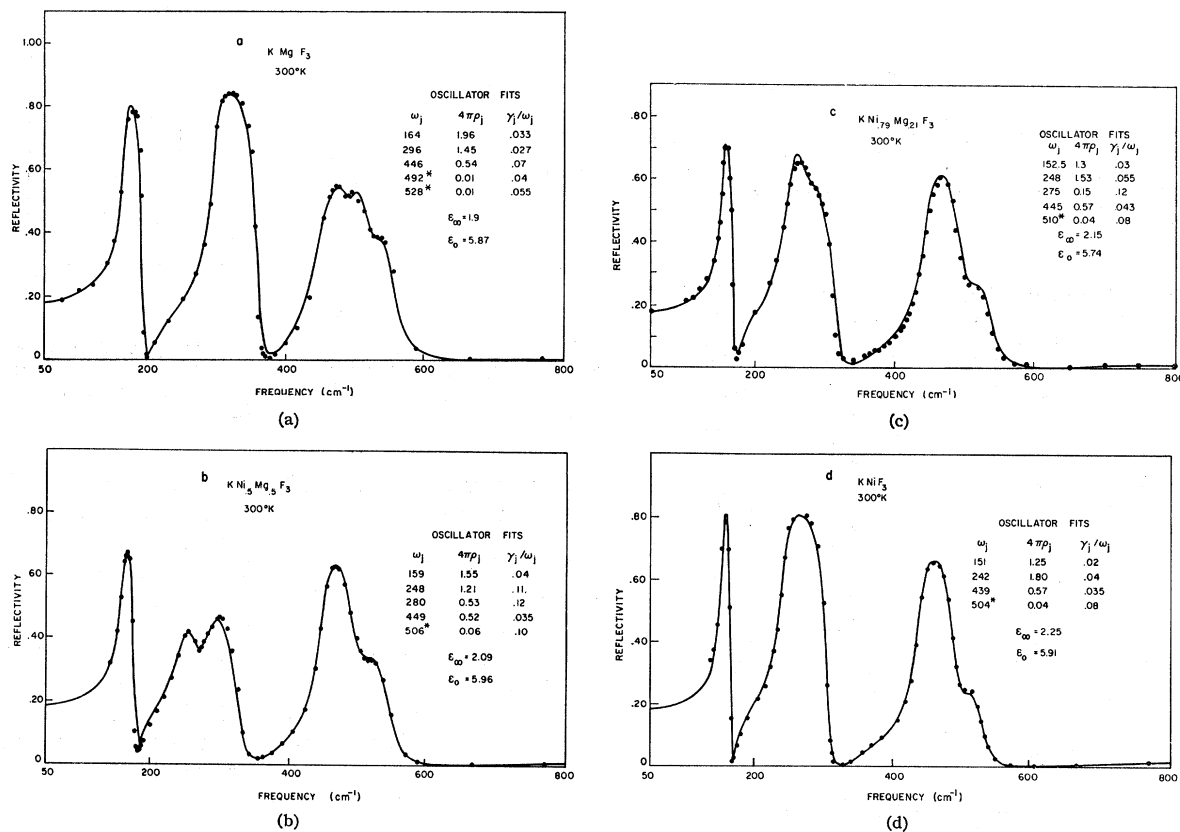 a
K Mg F3
300°K
REFLECTIVITY
1.00
.80
.60
.40
.20
0
OSCILLATOR FITS
ωj 4πρj γj/ωj
164 1.96 .033
296 1.45 .027
446 0.54 .07
492* 0.01 .04
528* 0.01 .055
ε∞=1.9
ε0=5.87
50 200 400 600 800
FREQUENCY (cm-1)
(a)
b
K Ni.5 Mg.5 F3
300°K
REFLECTIVITY
.80
.60
.40
.20
0
OSCILLATOR FITS
ωj 4πρj γj/ωj
159 1.55 .04
248 1.21 .11.
280 0.53 .12
449 0.52 .035
506* 0.06 .10
ε∞=2.09
ε0=5.96
50 200 400 600 800
FREQUENCY (cm-1)
(b)
c
K Ni.79 Mg.21 F3
300°K
REFLECTIVITY
.80
.60
.40
.20
0
OSCILLATOR FITS
ωj 4πρj γj/ωj
152.5 1.3 .03
248 1.53 .055
275 0.15 .12
445 0.57 .043
510* 0.04 .08
ε∞=2.15
ε0=5.74
50 200 400 600 800
FREQUENCY (cm-1)
(c)
d
K Ni F3
300°K
REFLECTIVITY
.80
.60
.40
.20
0
OSCILLATOR FITS
ωj 4πρj γj/ωj
151 1.25 .02
242 1.80 .04
439 0.57 .035
504* 0.04 .08
ε∞=2.25
ε0=5.91
50 200 400 600 800
FREQUENCY (cm-1)
(d)